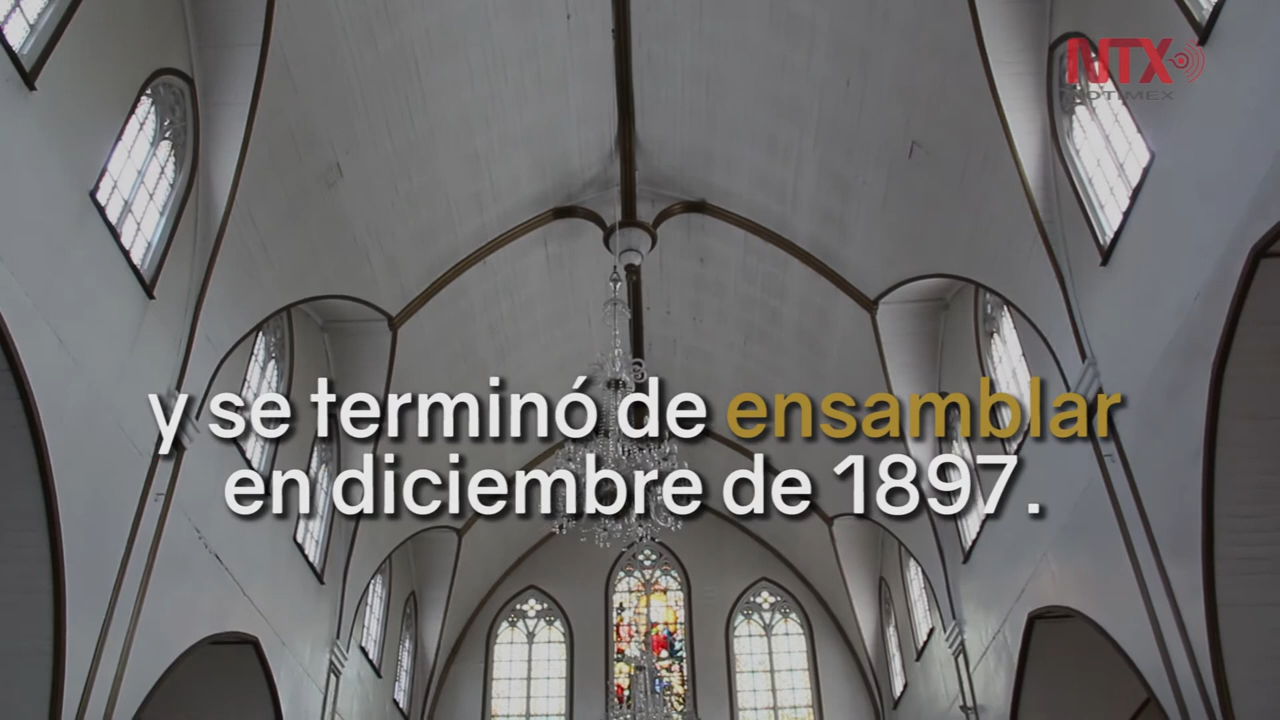 NTX
NOTIMEX
y se terminó de ensamblar
en diciembre de 1897.